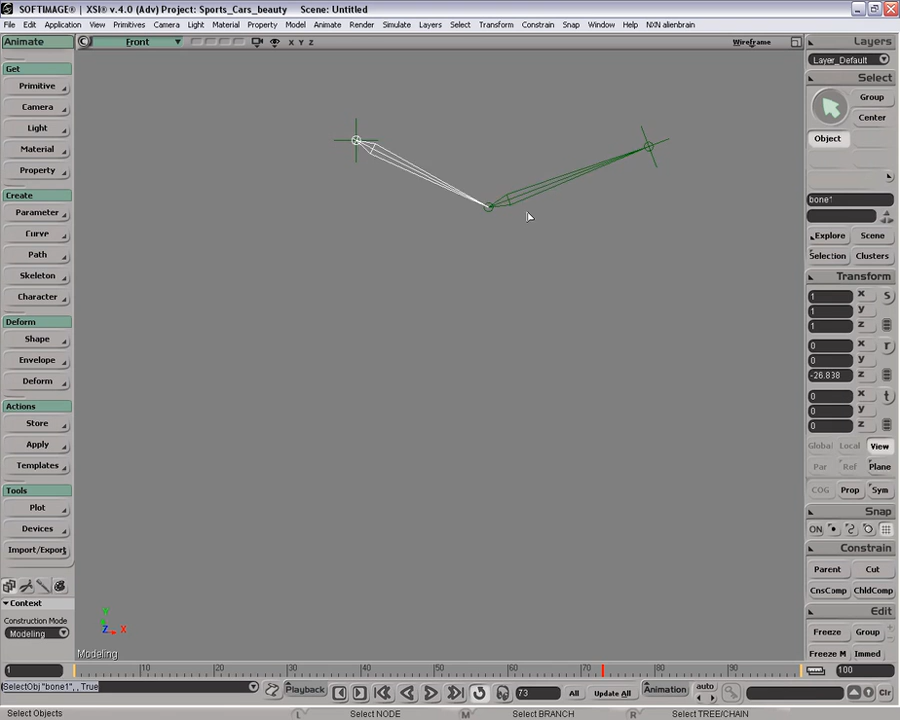 SOFTIMAGE® | XSI® v.4.0 (Adv) Project: Sports_Cars_beauty Scene: Untitled
File Edit Application View Primitives Camera Light Material Property Model Animate Render Simulate Layers Select Transform Constrain Snap Window Help NXN alienbrain
Animate
Front
X Y Z
Wireframe
Layers
Layer_Default
Get
Primitive
Camera
Light
Material
Property
Create
Parameter
Curve
Path
Skeleton
Character
Deform
Shape
Envelope
Deform
Actions
Store
Apply
Templates
Tools
Plot
Devices
Import/Export
Context
Construction Mode
Modeling
Select
Group
Center
Object
bone1
Explore Scene
Selection Clusters
Transform
1 x S
1 y
1 z
0 x r
0 y
-26.838 z
0 x t
0 y
0 z
Global Local View
Par Ref Plane
COG Prop Sym
Snap
ON
Constrain
Parent Cut
CnsComp ChldComp
Edit
Freeze Group
Freeze M Immed
Y
Z X
Modeling
1 10 20 30 40 50 60 70 80 90 100
SelectObj "bone1", , True
Playback 73 All Update All Animation auto Clr
Select Objects L Select NODE M Select BRANCH R Select TREE/CHAIN